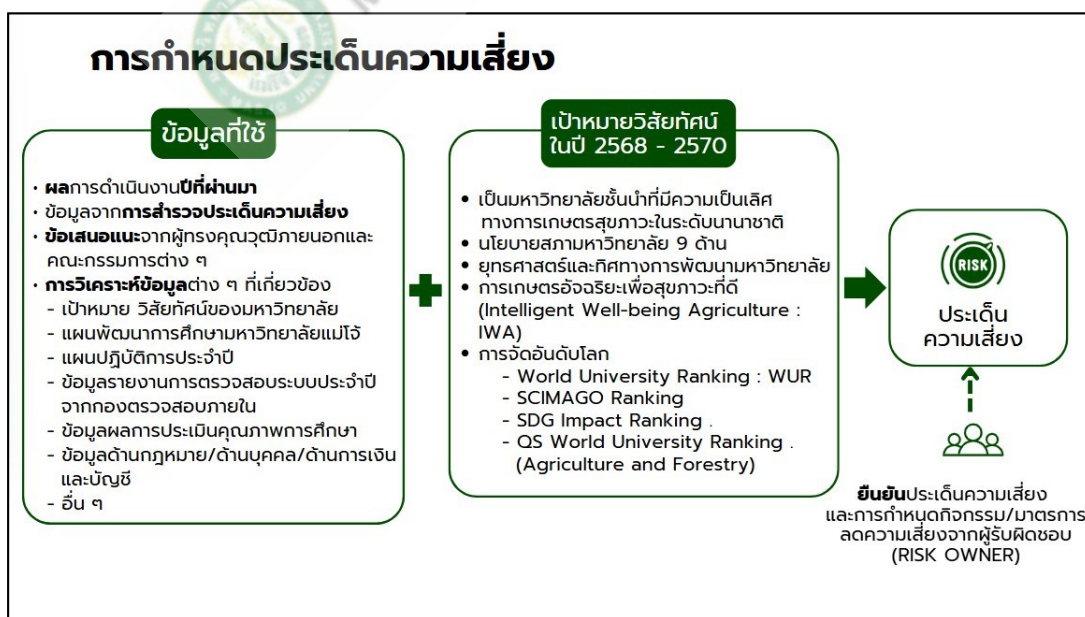 การกำหนดประเด็นความเสี่ยง
ข้อมูลที่ใช้
• ผลการดำเนินงานปีที่ผ่านมา
• ข้อมูลจากการสำรวจประเด็นความเสี่ยง
• ข้อเสนอแนะจากผู้ทรงคุณวุฒิภายนอกและ
คณะกรรมการต่าง ๆ
• การวิเคราะห์ข้อมูลต่าง ๆ ที่เกี่ยวข้อง
- เป้าหมาย วิสัยทัศน์ของมหาวิทยาลัย
- แผนพัฒนาการศึกษามหาวิทยาลัยแม่โจ้
- แผนปฏิบัติการประจำปี
- ข้อมูลรายงานการตรวจสอบระบบประจำปี
จากกองตรวจสอบภายใน
- ข้อมูลผลการประเมินคุณภาพการศึกษา
- ข้อมูลด้านกฎหมาย/ด้านบุคคล/ด้านการเงิน
และบัญชี
- อื่น ๆ
เป้าหมายวิสัยทัศน์
ในปี 2568 - 2570
• เป็นมหาวิทยาลัยชั้นนำที่มีความเป็นเลิศ
ทางการเกษตรสุขภาวะในระดับนานาชาติ
• นโยบายสภามหาวิทยาลัย 9 ด้าน
• ยุทธศาสตร์และทิศทางการพัฒนามหาวิทยาลัย
• การเกษตรอัจฉริยะเพื่อสุขภาวะที่ดี
(Intelligent Well-being Agriculture :
IWA)
• การจัดอันดับโลก
- World University Ranking : WUR
- SCIMAGO Ranking
- SDG Impact Ranking .
- QS World University Ranking .
(Agriculture and Forestry)
RISK
ประเด็น
ความเสี่ยง
ยืนยันประเด็นความเสี่ยง
และการกำหนดกิจกรรม/มาตรการ
ลดความเสี่ยงจากผู้รับผิดชอบ
(RISK OWNER)